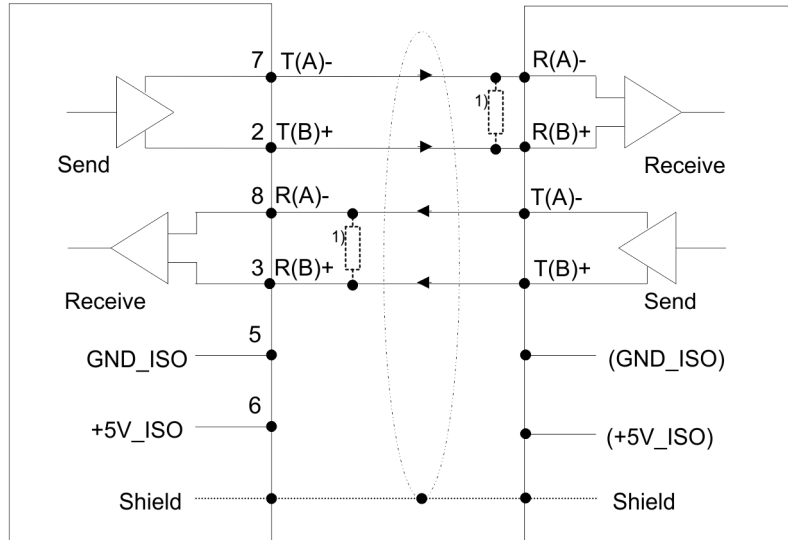 7 T(A)- R(A)-
1)
2 T(B)+ R(B)+
Send Receive
8 R(A)- T(A)-
1)
3 R(B)+ T(B)+
Receive Send
5
GND_ISO (GND_ISO)
6
+5V_ISO (+5V_ISO)
Shield Shield